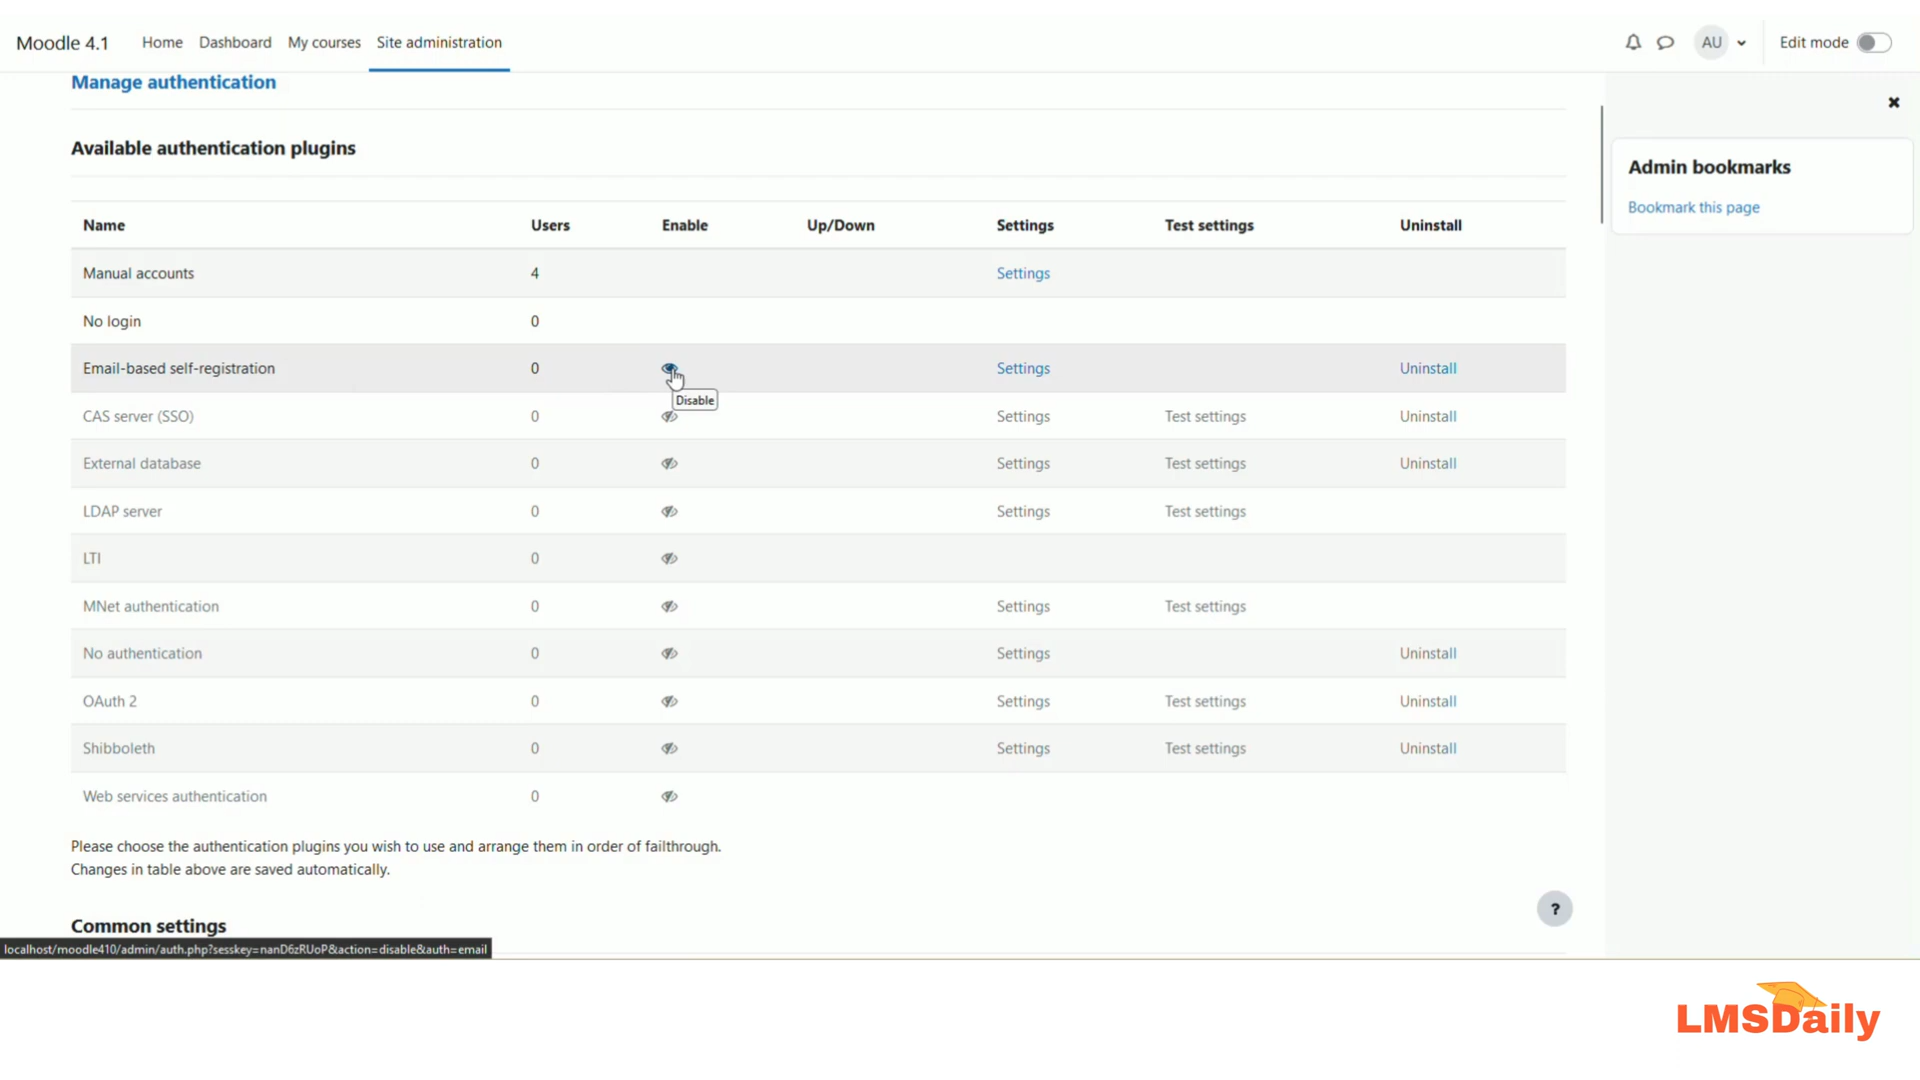 Moodle 4.1 Home Dashboard My courses Site administration AU Edit mode
Manage authentication
Available authentication plugins
Name Users Enable Up/Down Settings Test settings Uninstall
Manual accounts 4 Settings
No login 0
Email-based self-registration 0 Settings Uninstall
Disable
CAS server (SSO) 0 Settings Test settings Uninstall
External database 0 Settings Test settings Uninstall
LDAP server 0 Settings Test settings
LTI 0
MNet authentication 0 Settings Test settings
No authentication 0 Settings Uninstall
OAuth 2 0 Settings Test settings Uninstall
Shibboleth 0 Settings Test settings Uninstall
Web services authentication 0
Please choose the authentication plugins you wish to use and arrange them in order of failthrough.
Changes in table above are saved automatically.
Common settings
localhost/moodle410/admin/auth.php?sesskey=nanD6zRUoP&action=disable&auth=email
Admin bookmarks
Bookmark this page
?
LMSDaily